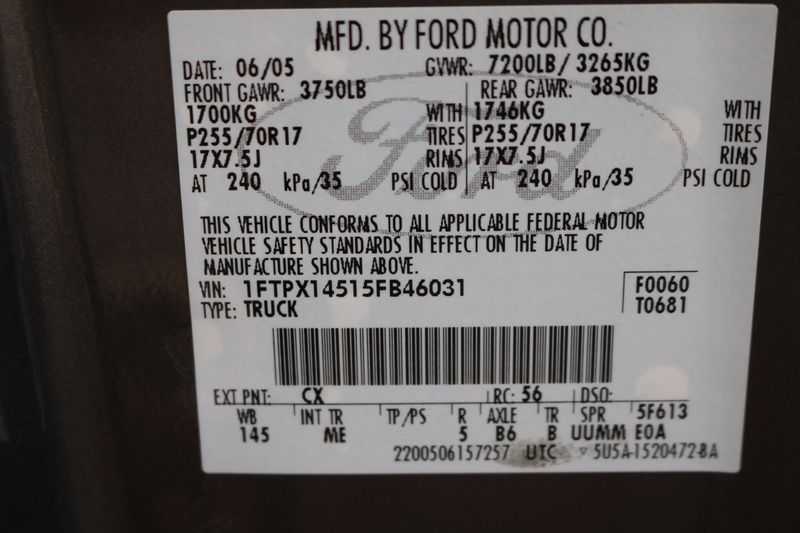 MFD. BY FORD MOTOR CO.
DATE: 06/05 GVWR: 7200LB/ 3265KG
FRONT GAWR: 3750LB REAR GAWR: 3850LB
1700KG WITH 1746KG WITH
P255/70R17 TIRES P255/70R17 TIRES
17X7.5J RIMS 17X7.5J RIMS
AT 240 kPa/35 PSI COLD AT 240 kPa/35 PSI COLD
Ford
THIS VEHICLE CONFORMS TO ALL APPLICABLE FEDERAL MOTOR
VEHICLE SAFETY STANDARDS IN EFFECT ON THE DATE OF
MANUFACTURE SHOWN ABOVE.
VIN: 1FTPX14515FB46031 F0060
TYPE: TRUCK T0681
EXT PNT: CX RC: 56 DSO:
WB INT TR TP/PS R AXLE TR SPR 5F613
145 ME 5 B6 B UUMM E0A
2200506157257 UTC ▽ 5U5A-1520472-BA